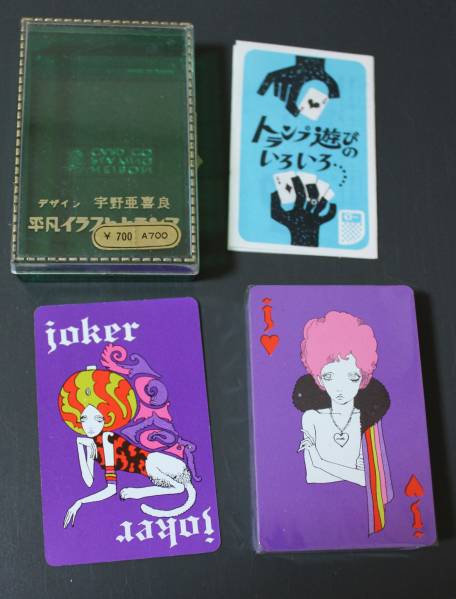 デザイン 宇野亜喜良
平凡イラストトランプ
¥ 700 A700
トランプ遊びの
いろいろ…
joker
joker
j
j